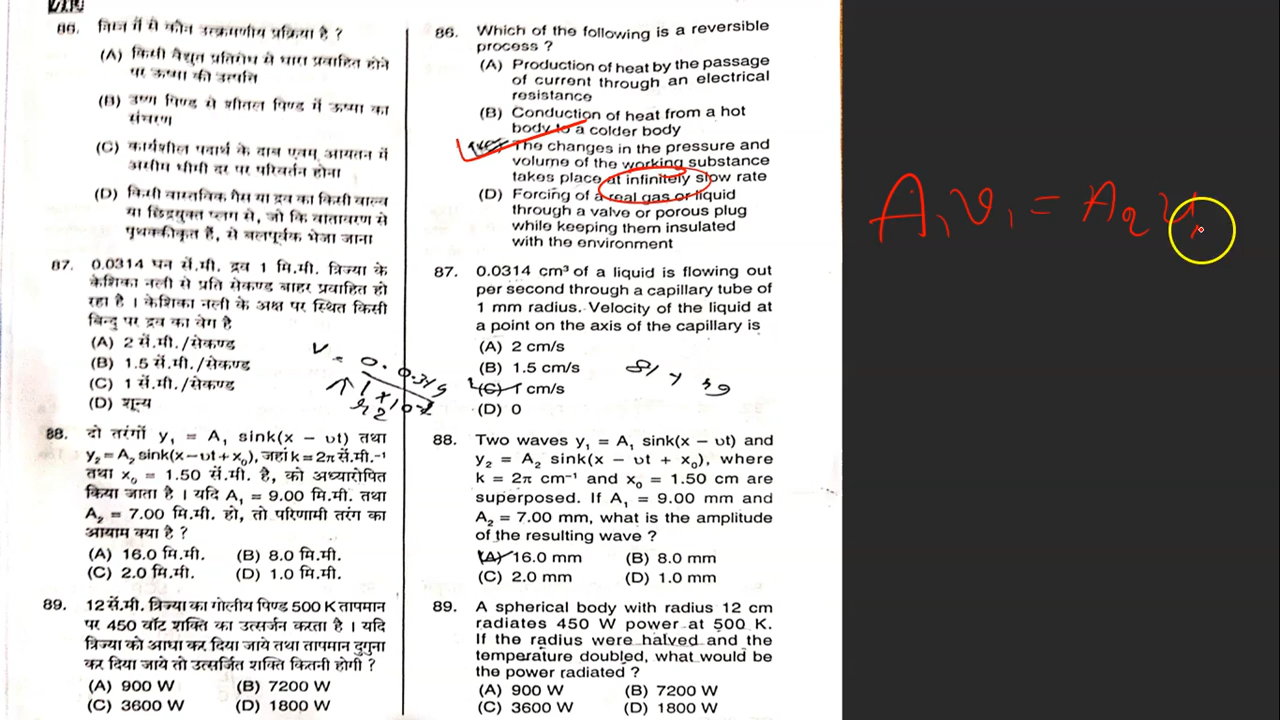 86. निम्न में से कौन उत्क्रमणीय प्रक्रिया है ?
(A) किसी वैद्युत प्रतिरोध से धारा प्रवाहित होने
पर ऊष्मा की उत्पत्ति
(B) उष्ण पिण्ड से शीतल पिण्ड में ऊष्मा का
संचरण
(C) कार्यशील पदार्थ के दाब एवम् आयतन में
असीम धीमी दर पर परिवर्तन होना
(D) किसी वास्तविक गैस या द्रव का किसी वाल्व
या छिद्रयुक्त प्लग से, जो कि वातावरण से
पृथक्कीकृत हैं, से बलपूर्वक भेजा जाना
87. 0.0314 घन सें.मी. द्रव 1 मि.मी. त्रिज्या के
केशिका नली से प्रति सेकण्ड बाहर प्रवाहित हो
रहा है । केशिका नली के अक्ष पर स्थित किसी
बिन्दु पर द्रव का वेग है
(A) 2 सें.मी./सेकण्ड
(B) 1.5 सें.मी./सेकण्ड
(C) 1 सें.मी./सेकण्ड
(D) शून्य
88. दो तरंगों y₁ = A₁ sink(x – υt) तथा
y₂ = A₂ sink(x – υt + x₀), जहां k = 2π सें.मी.⁻¹
तथा x₀ = 1.50 सें.मी. है, को अध्यारोपित
किया जाता है । यदि A₁ = 9.00 मि.मी. तथा
A₂ = 7.00 मि.मी. हो, तो परिणामी तरंग का
आयाम क्या है ?
(A) 16.0 मि.मी. (B) 8.0 मि.मी.
(C) 2.0 मि.मी. (D) 1.0 मि.मी.
89. 12 सें.मी. त्रिज्या का गोलीय पिण्ड 500 K तापमान
पर 450 वॉट शक्ति का उत्सर्जन करता है । यदि
त्रिज्या को आधा कर दिया जाये तथा तापमान दुगुना
कर दिया जाये तो उत्सर्जित शक्ति कितनी होगी ?
(A) 900 W (B) 7200 W
(C) 3600 W (D) 1800 W
86. Which of the following is a reversible
process ?
(A) Production of heat by the passage
of current through an electrical
resistance
(B) Conduction of heat from a hot
body to a colder body
The changes in the pressure and
volume of the working substance
takes place at infinitely slow rate
(D) Forcing of a real gas or liquid
through a valve or porous plug
while keeping them insulated
with the environment
87. 0.0314 cm³ of a liquid is flowing out
per second through a capillary tube of
1 mm radius. Velocity of the liquid at
a point on the axis of the capillary is
(A) 2 cm/s
(B) 1.5 cm/s
(C) 1 cm/s
(D) 0
88. Two waves y₁ = A₁ sink(x – υt) and
y₂ = A₂ sink(x – υt + x₀), where
k = 2π cm⁻¹ and x₀ = 1.50 cm are
superposed. If A₁ = 9.00 mm and
A₂ = 7.00 mm, what is the amplitude
of the resulting wave ?
(A) 16.0 mm (B) 8.0 mm
(C) 2.0 mm (D) 1.0 mm
89. A spherical body with radius 12 cm
radiates 450 W power at 500 K.
If the radius were halved and the
temperature doubled, what would be
the power radiated ?
(A) 900 W (B) 7200 W
(C) 3600 W (D) 1800 W
A₁v₁ = A₂